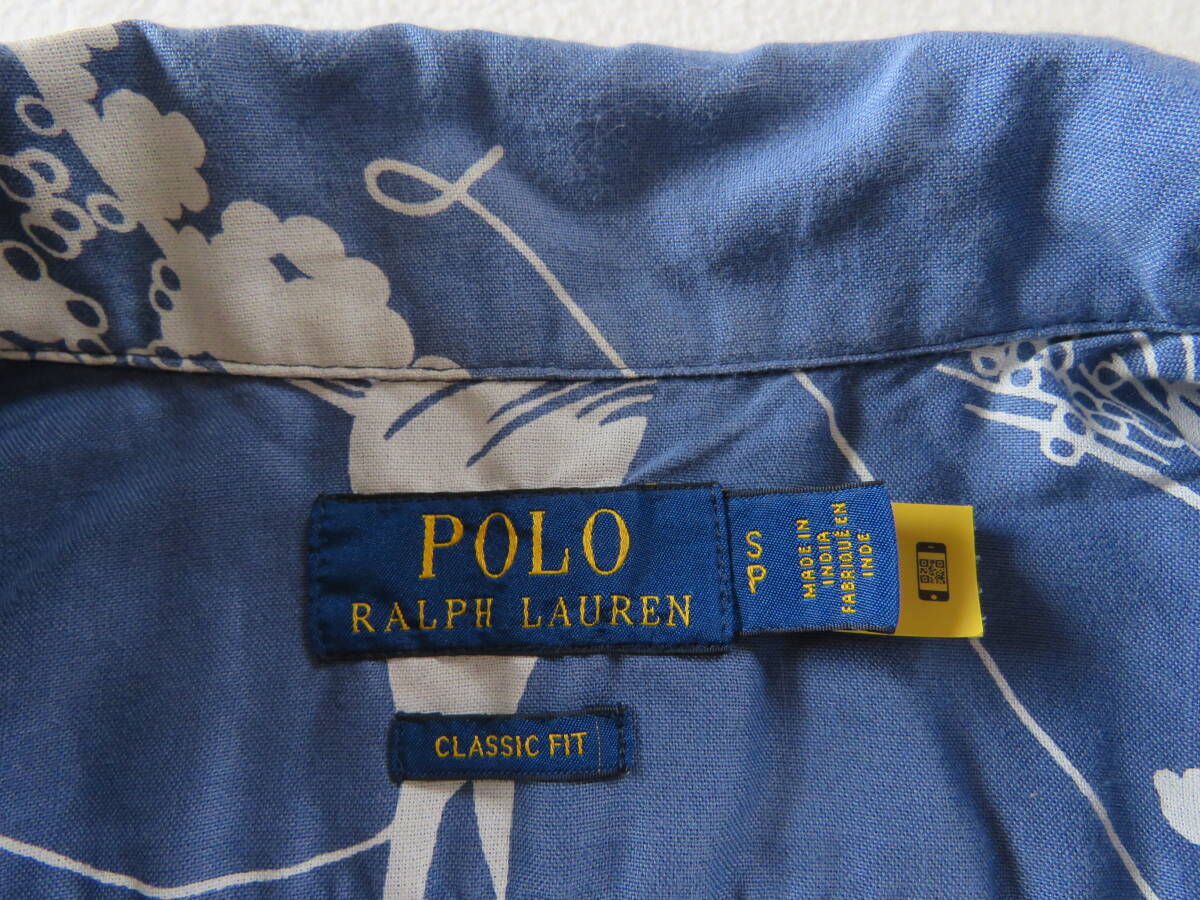 POLO
RALPH LAUREN
S
P
MADE IN
INDIA
FABRIQUÉ EN
INDE
CLASSIC FIT